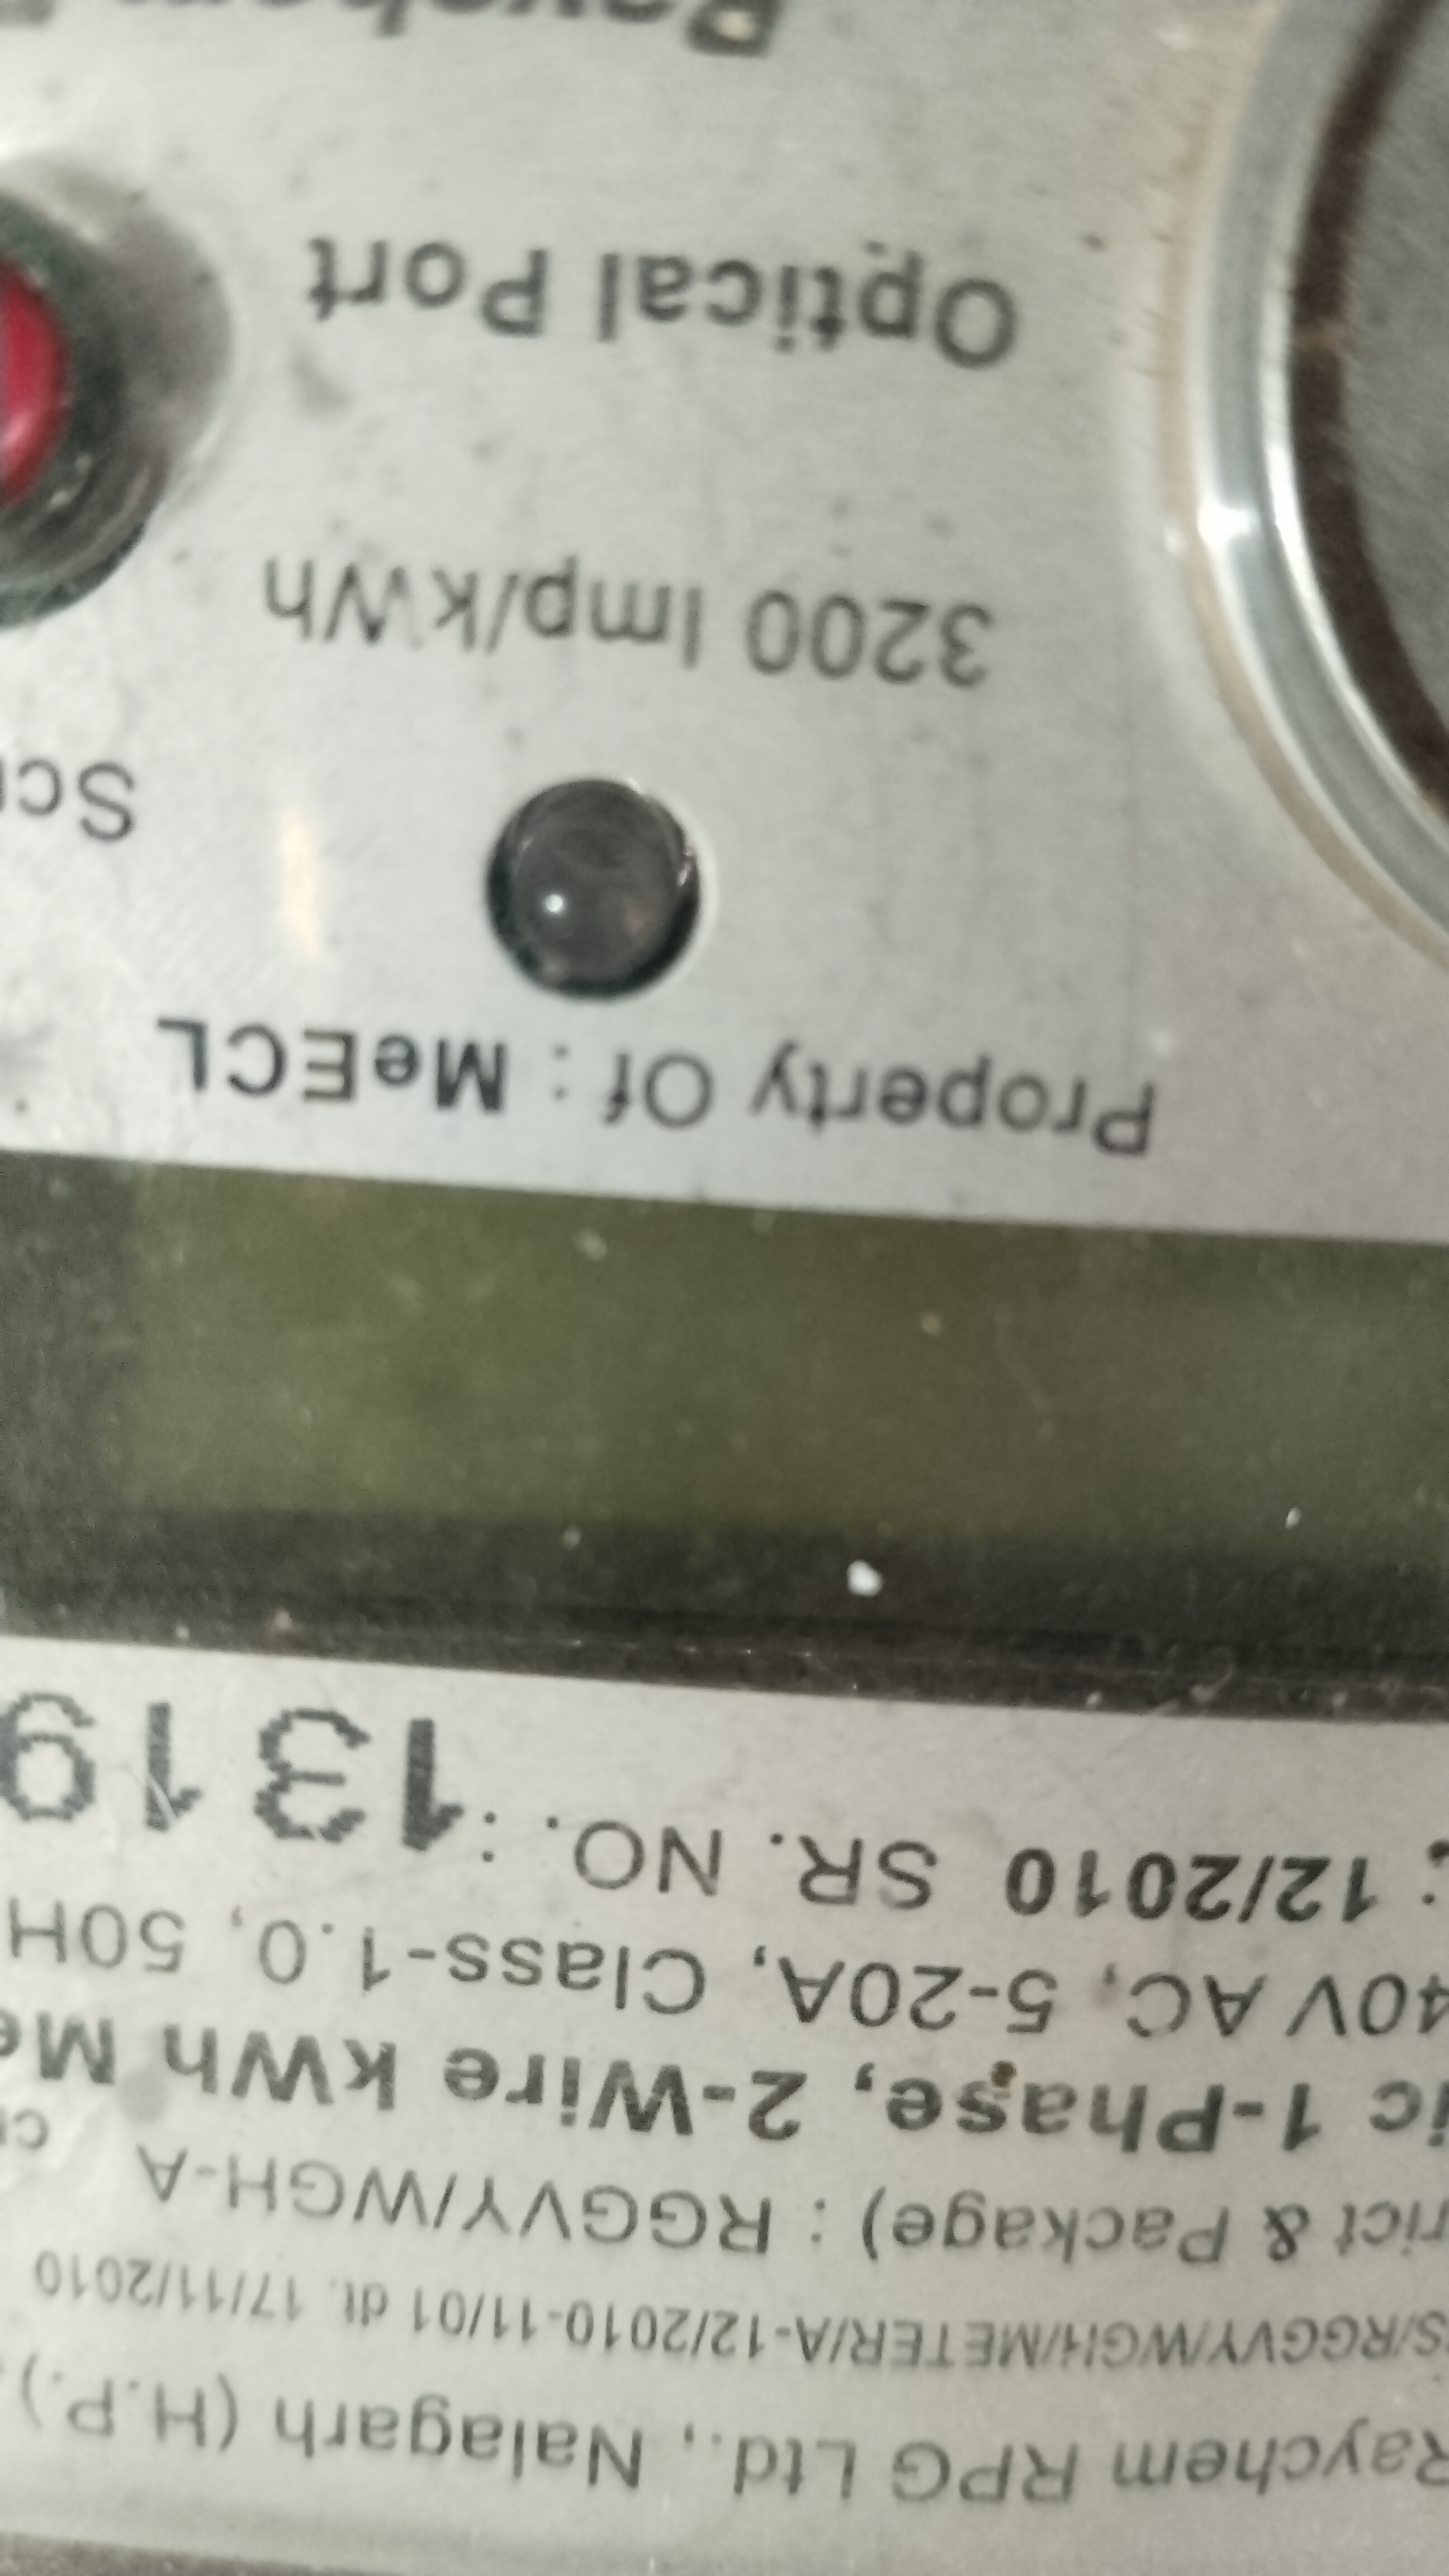 Raychem RPG Ltd., Nalagarh (H.P.)
S/RGGVY/WGH/METER/A-12/2010-11/01 dt. 17/11/2010
rict & Package) : RGGVY/WGH-A
ic 1-Phase, 2-Wire kWh Me
40V AC, 5-20A, Class-1.0, 50H
: 12/2010 SR. NO. : 1319
Property Of : MeECL
Sc
3200 Imp/kWh
Optical Port
Raychem